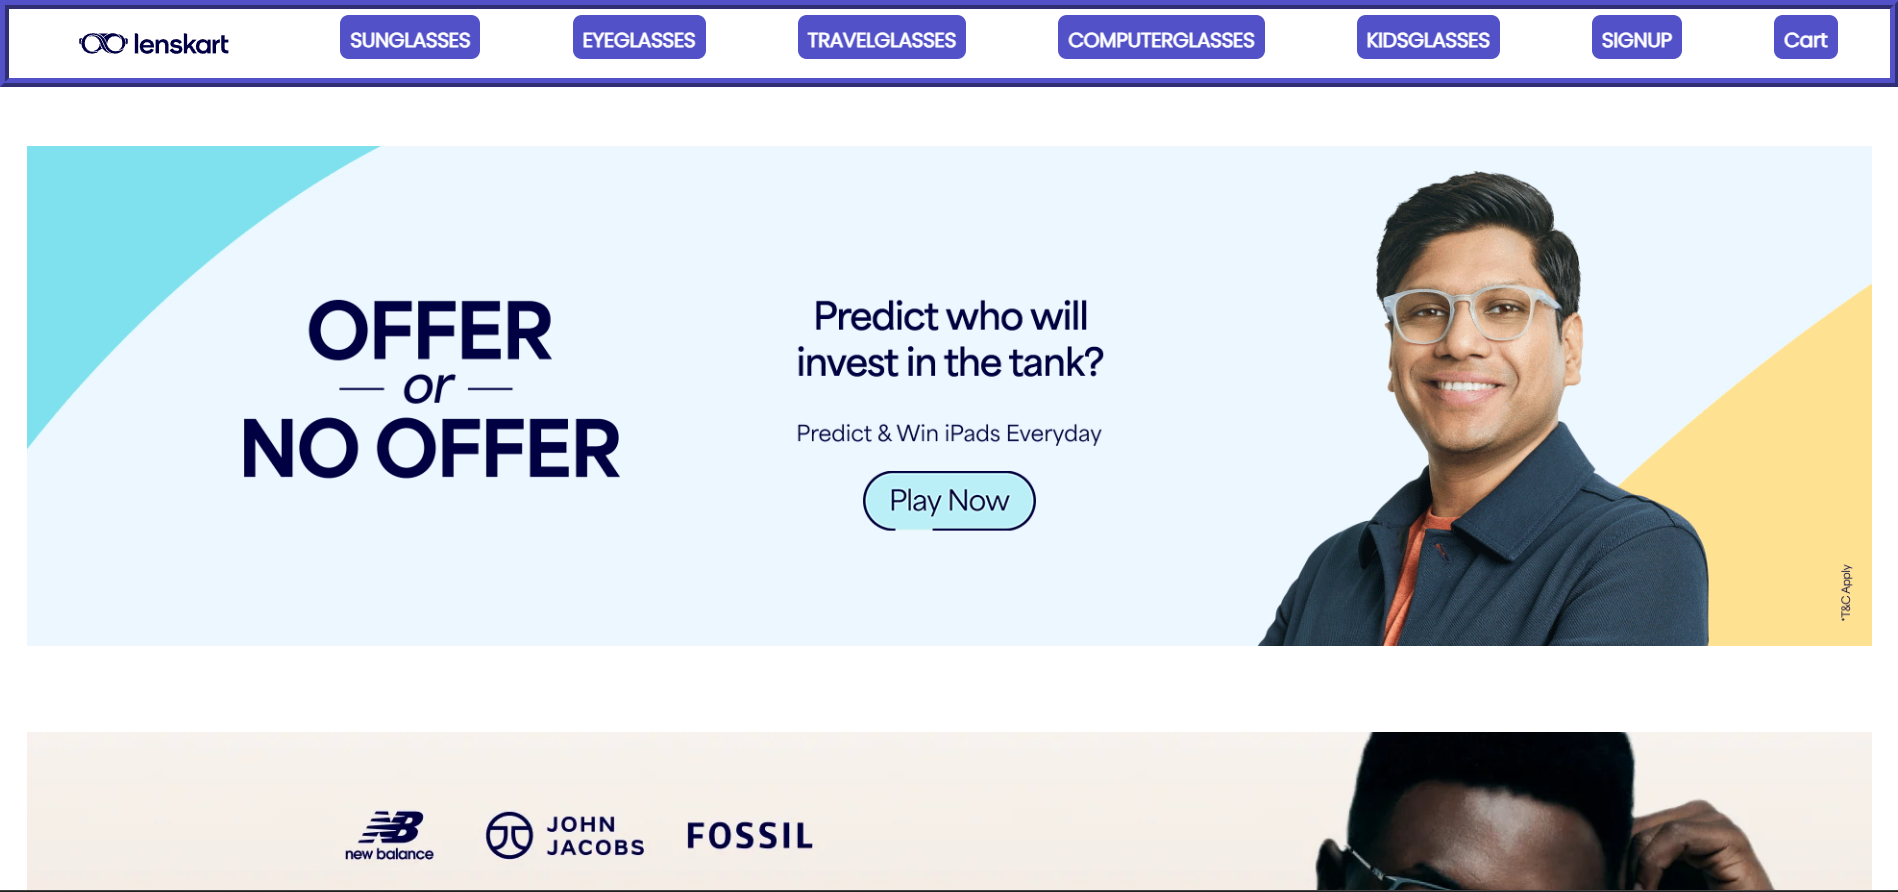 lenskart
SUNGLASSES
EYEGLASSES
TRAVELGLASSES
COMPUTERGLASSES
KIDSGLASSES
SIGNUP
Cart
OFFER
or
NO OFFER
Predict who will
invest in the tank?
Predict & Win iPads Everyday
Play Now
*T&C Apply
NB
new balance
JOHN
JACOBS
FOSSIL